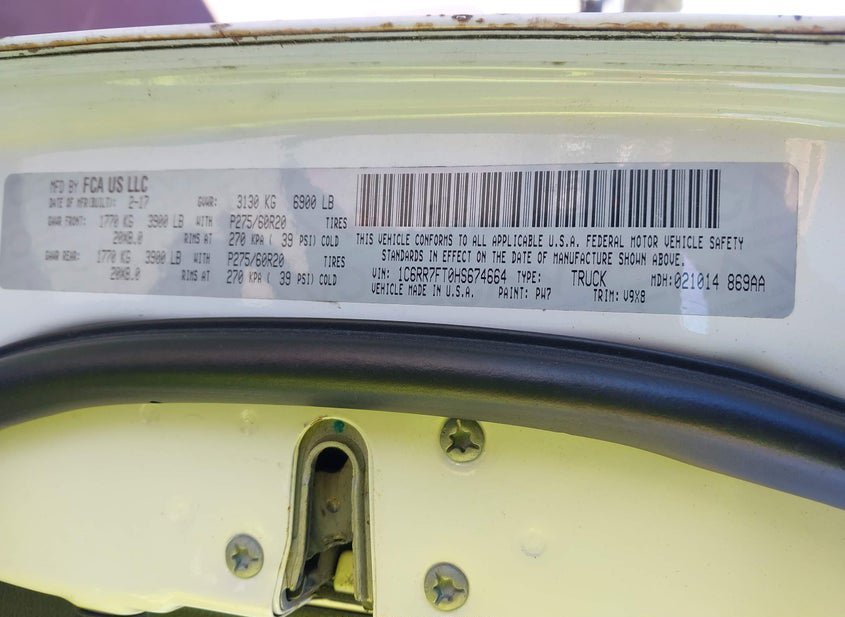 MFD BY FCA US LLC
DATE OF MFR(BUILT): 2-17 GVWR: 3130 KG 6900 LB
GAWR FRONT: 1770 KG 3900 LB WITH P275/60R20 TIRES
20X8.0 RIMS AT 270 KPA ( 39 PSI) COLD
GAWR REAR: 1770 KG 3900 LB WITH P275/60R20 TIRES
20X8.0 RIMS AT 270 KPA ( 39 PSI) COLD
THIS VEHICLE CONFORMS TO ALL APPLICABLE U.S.A. FEDERAL MOTOR VEHICLE SAFETY
STANDARDS IN EFFECT ON THE DATE OF MANUFACTURE SHOWN ABOVE.
VIN: 1C6RR7FT0HS674664 TYPE: TRUCK MDH:021014 869AA
VEHICLE MADE IN U.S.A. PAINT: PW7 TRIM: V9X8